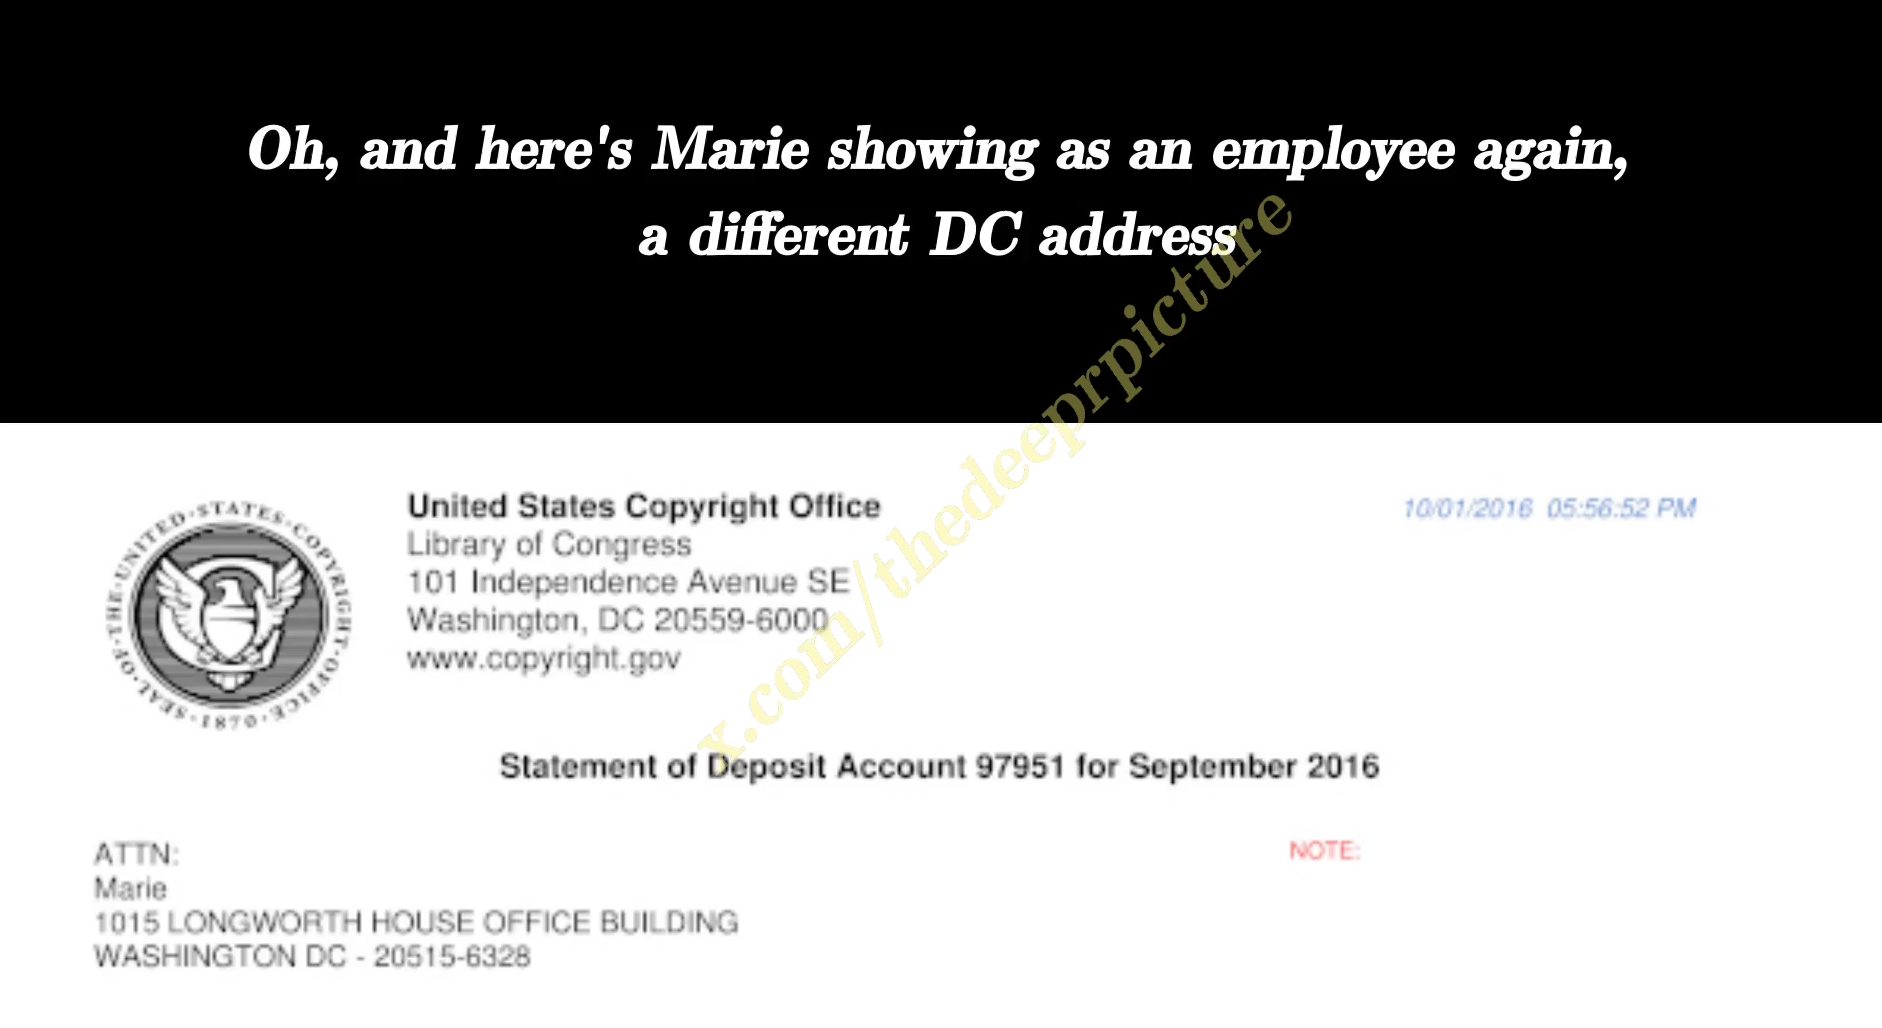 Oh, and here's Marie showing as an employee again,
a different DC address
x.com/thedeeprpicture
SEAL·OF·THE·UNITED·STATES·COPYRIGHT·OFFICE·1870·
United States Copyright Office
Library of Congress
101 Independence Avenue SE
Washington, DC 20559-6000
www.copyright.gov
10/01/2016 05:56:52 PM
Statement of Deposit Account 97951 for September 2016
ATTN:
Marie
1015 LONGWORTH HOUSE OFFICE BUILDING
WASHINGTON DC - 20515-6328
NOTE: